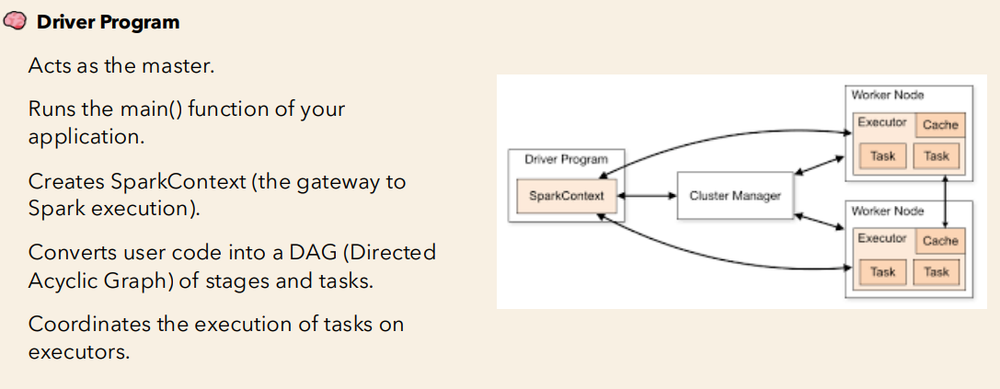 Driver Program
Acts as the master.
Runs the main() function of your
application.
Creates SparkContext (the gateway to
Spark execution).
Converts user code into a DAG (Directed
Acyclic Graph) of stages and tasks.
Coordinates the execution of tasks on
executors.
Driver Program
SparkContext
Cluster Manager
Worker Node
Executor
Cache
Task
Task
Worker Node
Executor
Cache
Task
Task